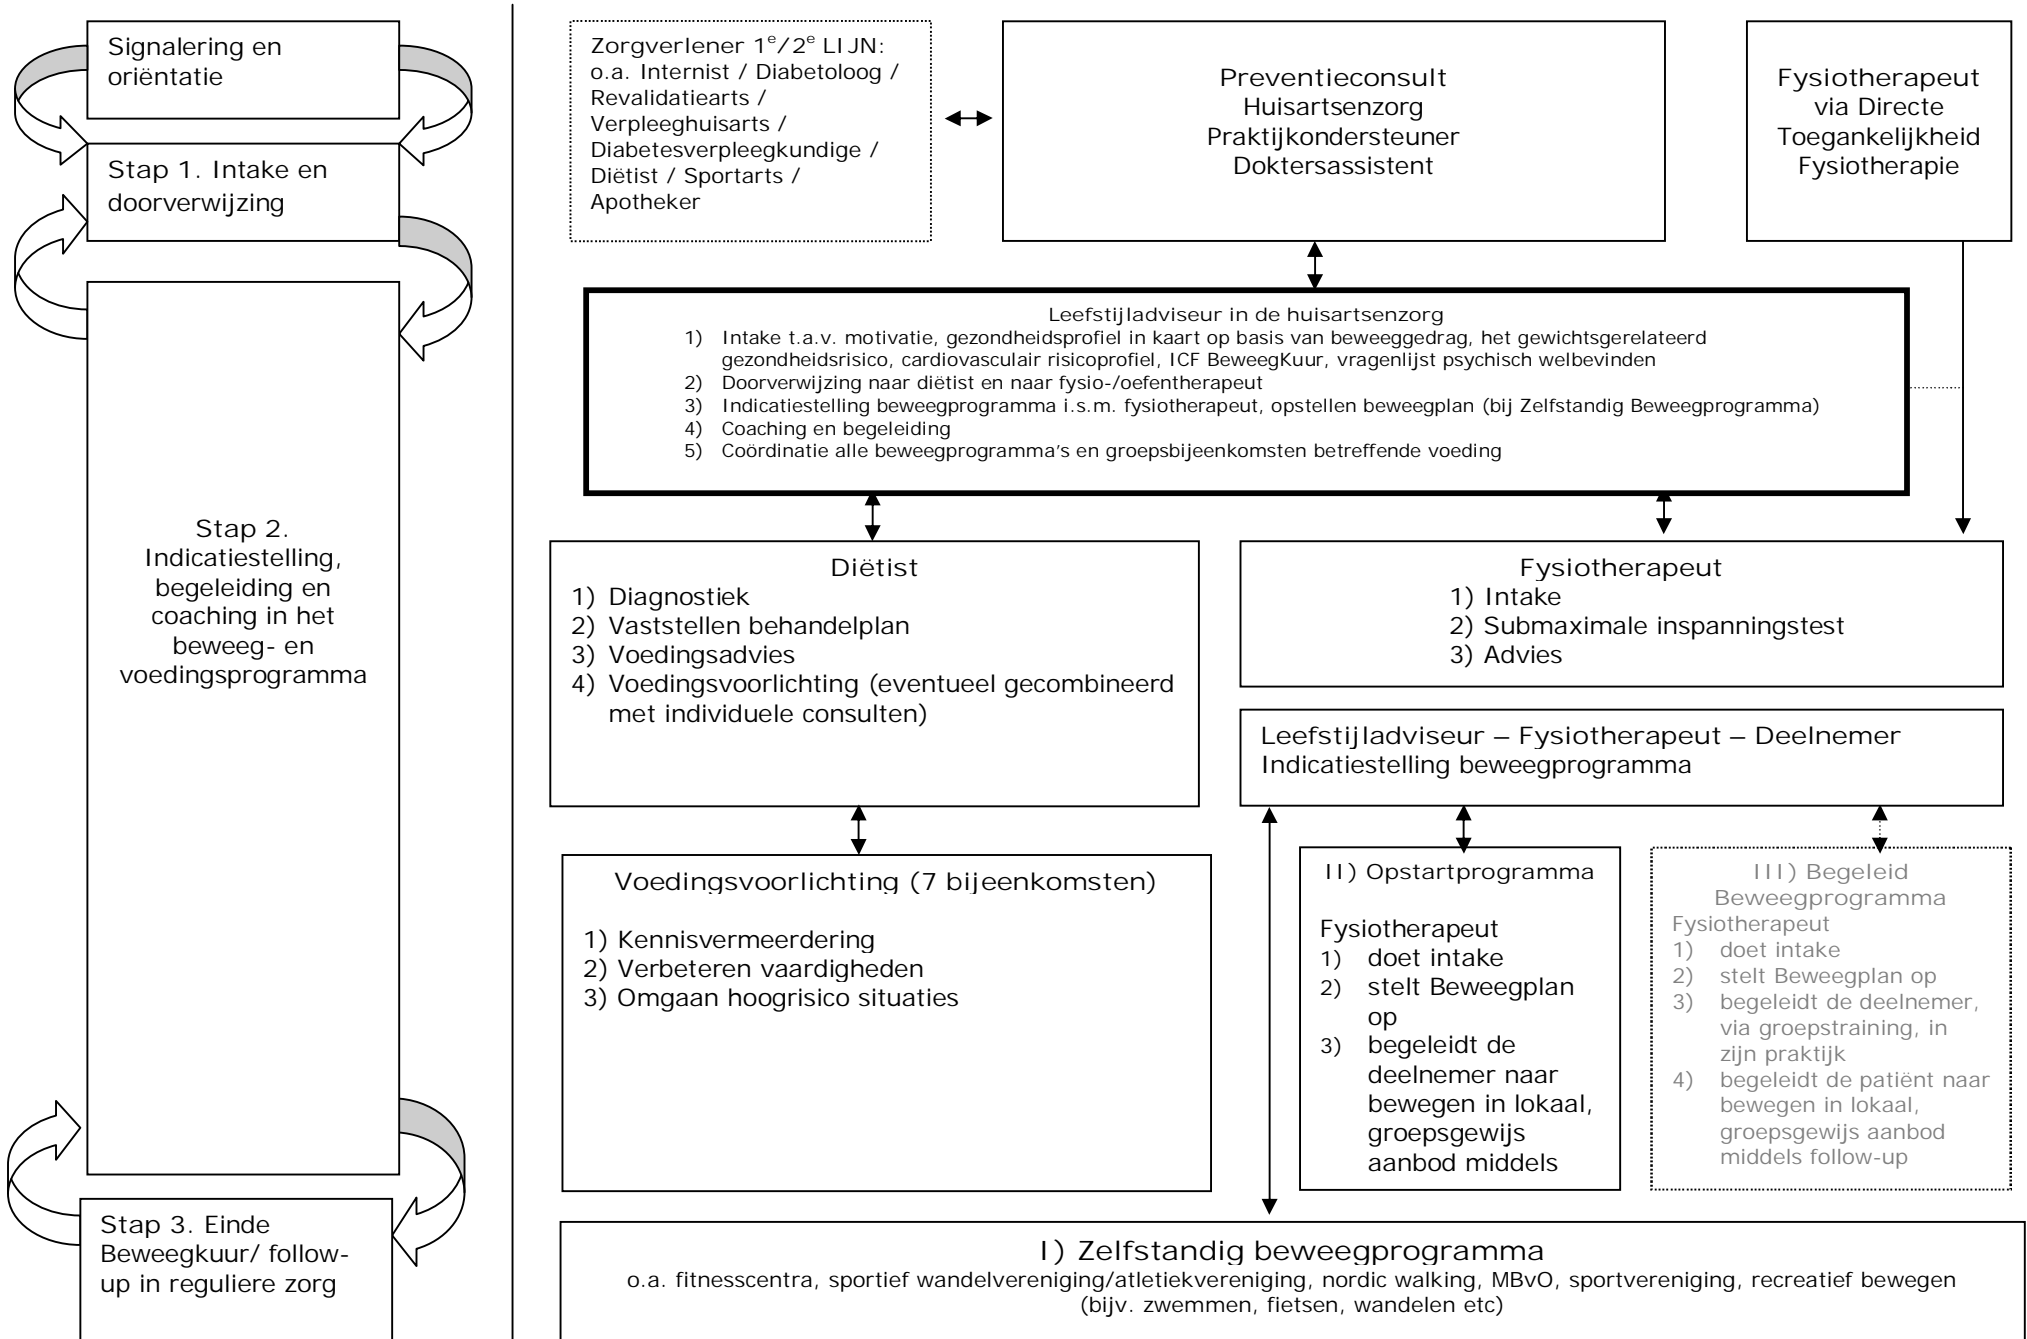 Signalering en
oriëntatie
Stap 1. Intake en
doorverwijzing
Stap 2.
Indicatiestelling,
begeleiding en
coaching in het
beweeg- en
voedingsprogramma
Stap 3. Einde
Beweegkuur/ follow-
up in reguliere zorg
Zorgverlener 1e/2e LIJN:
o.a. Internist / Diabetoloog /
Revalidatiearts /
Verpleeghuisarts /
Diabetesverpleegkundige /
Diëtist / Sportarts /
Apotheker
Preventieconsult
Huisartsenzorg
Praktijkondersteuner
Doktersassistent
Fysiotherapeut
via Directe
Toegankelijkheid
Fysiotherapie
Leefstijladviseur in de huisartsenzorg
1) Intake t.a.v. motivatie, gezondheidsprofiel in kaart op basis van beweeggedrag, het gewichtsgerelateerd
gezondheidsrisico, cardiovasculair risicoprofiel, ICF BeweegKuur, vragenlijst psychisch welbevinden
2) Doorverwijzing naar diëtist en naar fysio-/oefentherapeut
3) Indicatiestelling beweegprogramma i.s.m. fysiotherapeut, opstellen beweegplan (bij Zelfstandig Beweegprogramma)
4) Coaching en begeleiding
5) Coördinatie alle beweegprogramma's en groepsbijeenkomsten betreffende voeding
Diëtist
1) Diagnostiek
2) Vaststellen behandelplan
3) Voedingsadvies
4) Voedingsvoorlichting (eventueel gecombineerd
met individuele consulten)
Fysiotherapeut
1) Intake
2) Submaximale inspanningstest
3) Advies
Leefstijladviseur – Fysiotherapeut – Deelnemer
Indicatiestelling beweegprogramma
Voedingsvoorlichting (7 bijeenkomsten)
1) Kennisvermeerdering
2) Verbeteren vaardigheden
3) Omgaan hoogrisico situaties
II) Opstartprogramma
Fysiotherapeut
1) doet intake
2) stelt Beweegplan
op
3) begeleidt de
deelnemer naar
bewegen in lokaal,
groepsgewijs
aanbod middels
III) Begeleid
Beweegprogramma
Fysiotherapeut
1) doet intake
2) stelt Beweegplan op
3) begeleidt de deelnemer,
via groepstraining, in
zijn praktijk
4) begeleidt de patiënt naar
bewegen in lokaal,
groepsgewijs aanbod
middels follow-up
I) Zelfstandig beweegprogramma
o.a. fitnesscentra, sportief wandelvereniging/atletiekvereniging, nordic walking, MBvO, sportvereniging, recreatief bewegen
(bijv. zwemmen, fietsen, wandelen etc)